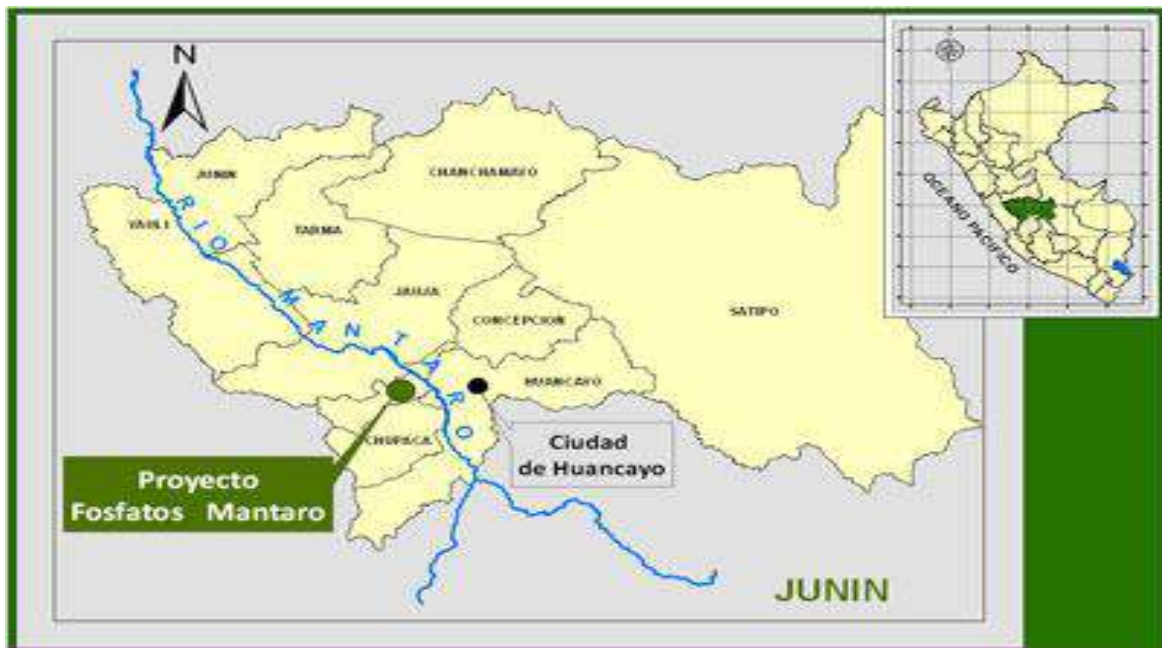 N
JUNIN
CHANCHAMAYO
YAULI
TARMA
RIO MANTARO
JAUJA
CONCEPCION
SATIPO
HUANCAYO
CHUPACA
Ciudad
de Huancayo
Proyecto
Fosfatos Mantaro
JUNIN
OCEANO PACIFICO